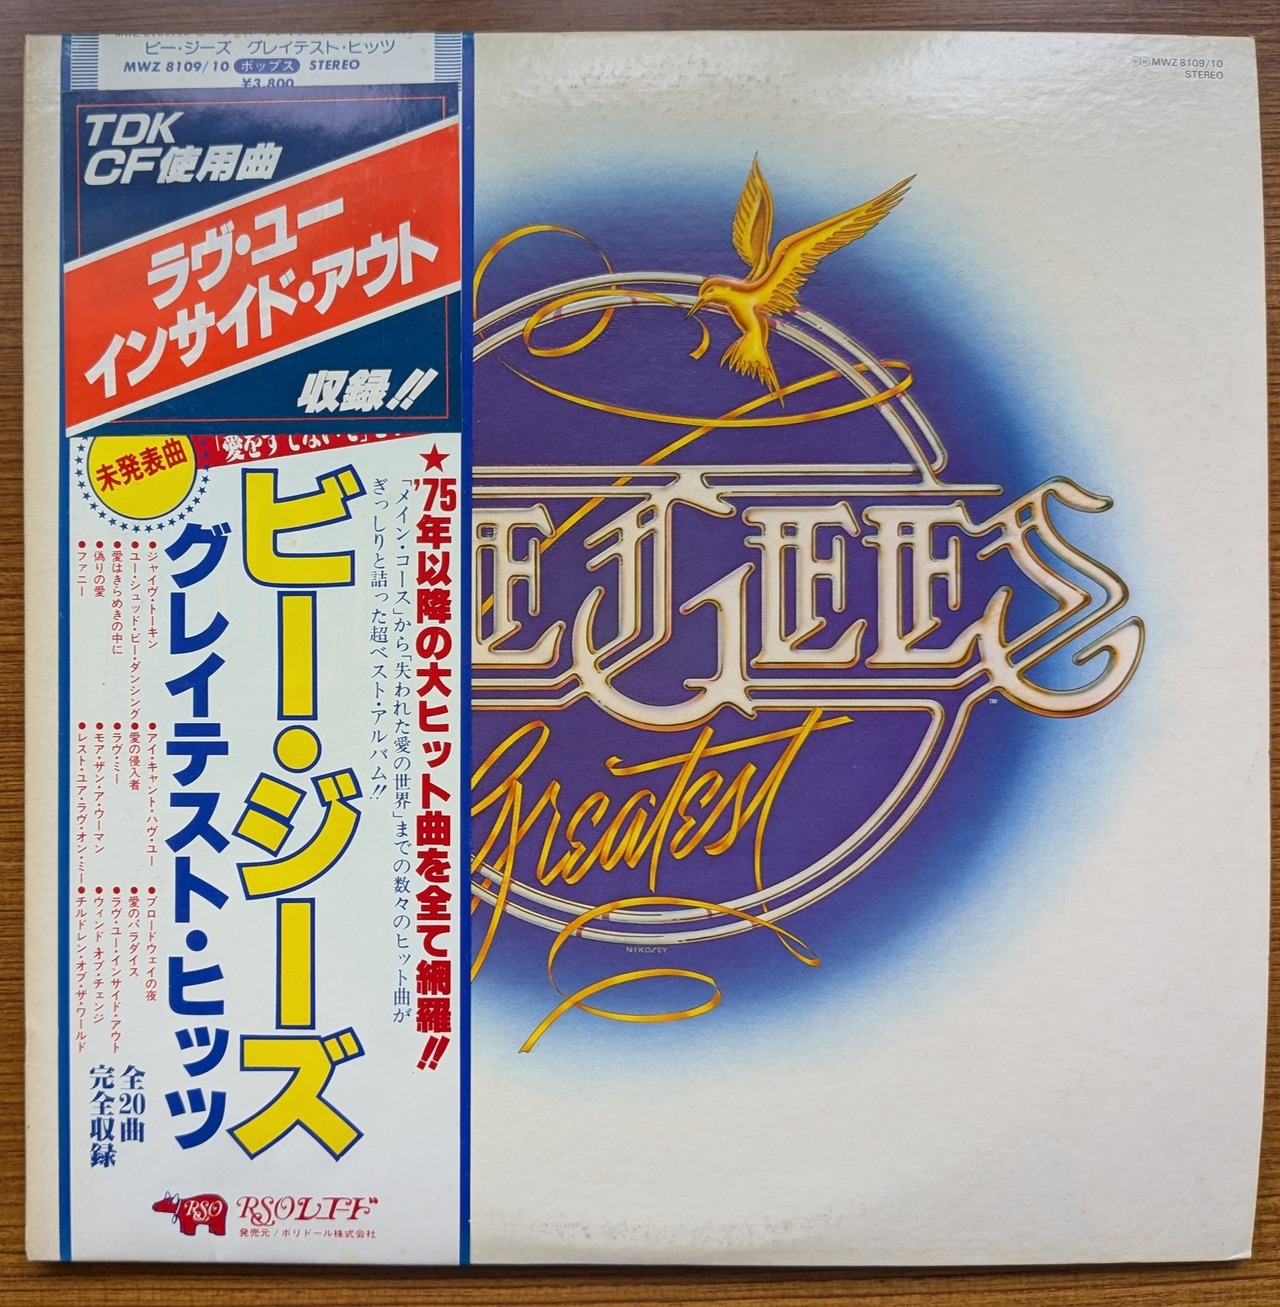 ビー・ジーズ グレイテスト・ヒッツ
MWZ 8109/10 ポップス STEREO
¥3,800
TDK
CF使用曲
ラヴ・ユー
インサイド・アウト
収録!!
MWZ 8109/10
STEREO
未発表曲
★'75年以降の大ヒット曲を全て網羅!!
「メイン・コース」から「失われた愛の世界」までの数々のヒット曲が
ぎっしりと詰った超ベスト・アルバム!!
ビー・ジーズ
グレイテスト・ヒッツ
●ジャイヴ・トーキン
●ユー・シュッド・ビー・ダンシング
●愛はきらめきの中に
●偽りの愛
●ファニー
●アイ・キャント・ハヴ・ユー
●愛の侵入者
●ラヴ・ミー
●モア・ザン・ア・ウーマン
●レスト・ユア・ラヴ・オン・ミー
●ブロードウェイの夜
●愛のパラダイス
●ラヴ・ユー・インサイド・アウト
●ウィンド・オブ・チェンジ
●チルドレン・オブ・ザ・ワールド
全20曲
完全収録
RSO RSOレコード
発売元/ポリドール株式会社
EE GEES
TM
Greatest
NIKOSEY